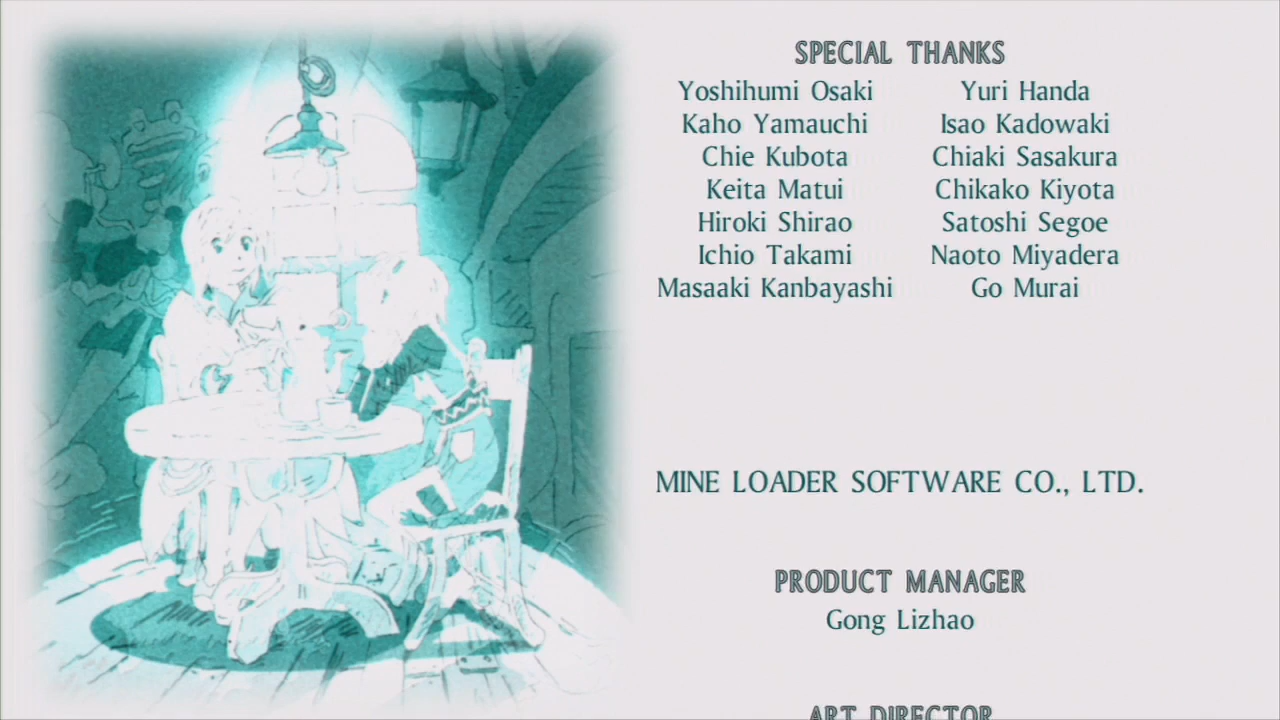 SPECIAL THANKS
Yoshihumi Osaki Yuri Handa
Kaho Yamauchi Isao Kadowaki
Chie Kubota Chiaki Sasakura
Keita Matui Chikako Kiyota
Hiroki Shirao Satoshi Segoe
Ichio Takami Naoto Miyadera
Masaaki Kanbayashi Go Murai
MINE LOADER SOFTWARE CO., LTD.
PRODUCT MANAGER
Gong Lizhao
ART DIRECTOR